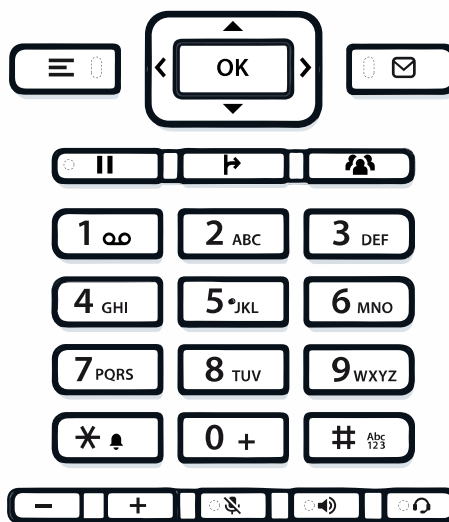 OK
1
2 ABC
3 DEF
4 GHI
5 JKL
6 MNO
7 PQRS
8 TUV
9 WXYZ
*
0 +
# Abc
123
− +